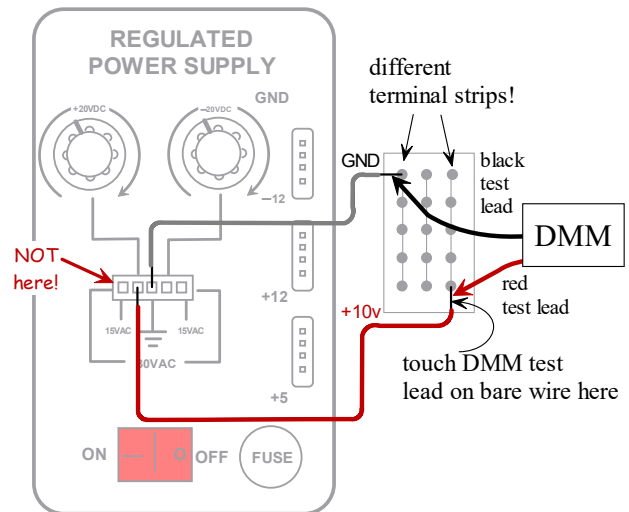 REGULATED
POWER SUPPLY
+20VDC
–20VDC
GND
–12
+12
+5
NOT
here!
15VAC
15VAC
30VAC
ON
OFF
FUSE
different
terminal strips!
GND
black
test
lead
DMM
red
test lead
+10v
touch DMM test
lead on bare wire here